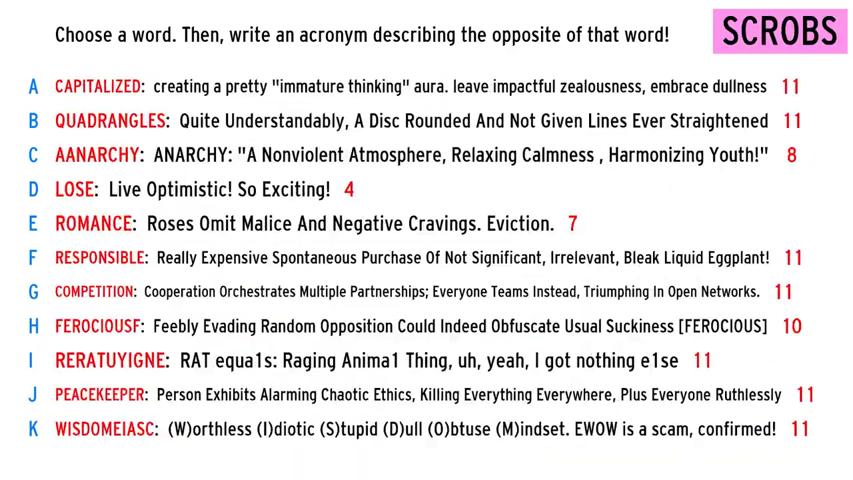 Choose a word. Then, write an acronym describing the opposite of that word!
SCROBS
A CAPITALIZED: creating a pretty "immature thinking" aura. leave impactful zealousness, embrace dullness 11
B QUADRANGLES: Quite Understandably, A Disc Rounded And Not Given Lines Ever Straightened 11
C AANARCHY: ANARCHY: "A Nonviolent Atmosphere, Relaxing Calmness , Harmonizing Youth!" 8
D LOSE: Live Optimistic! So Exciting! 4
E ROMANCE: Roses Omit Malice And Negative Cravings. Eviction. 7
F RESPONSIBLE: Really Expensive Spontaneous Purchase Of Not Significant, Irrelevant, Bleak Liquid Eggplant! 11
G COMPETITION: Cooperation Orchestrates Multiple Partnerships; Everyone Teams Instead, Triumphing In Open Networks. 11
H FEROCIOUSF: Feebly Evading Random Opposition Could Indeed Obfuscate Usual Suckiness [FEROCIOUS] 10
I RERATUYIGNE: RAT equa1s: Raging Anima1 Thing, uh, yeah, I got nothing e1se 11
J PEACEKEEPER: Person Exhibits Alarming Chaotic Ethics, Killing Everything Everywhere, Plus Everyone Ruthlessly 11
K WISDOMEIASC: (W)orthless (I)diotic (S)tupid (D)ull (O)btuse (M)indset. EWOW is a scam, confirmed! 11